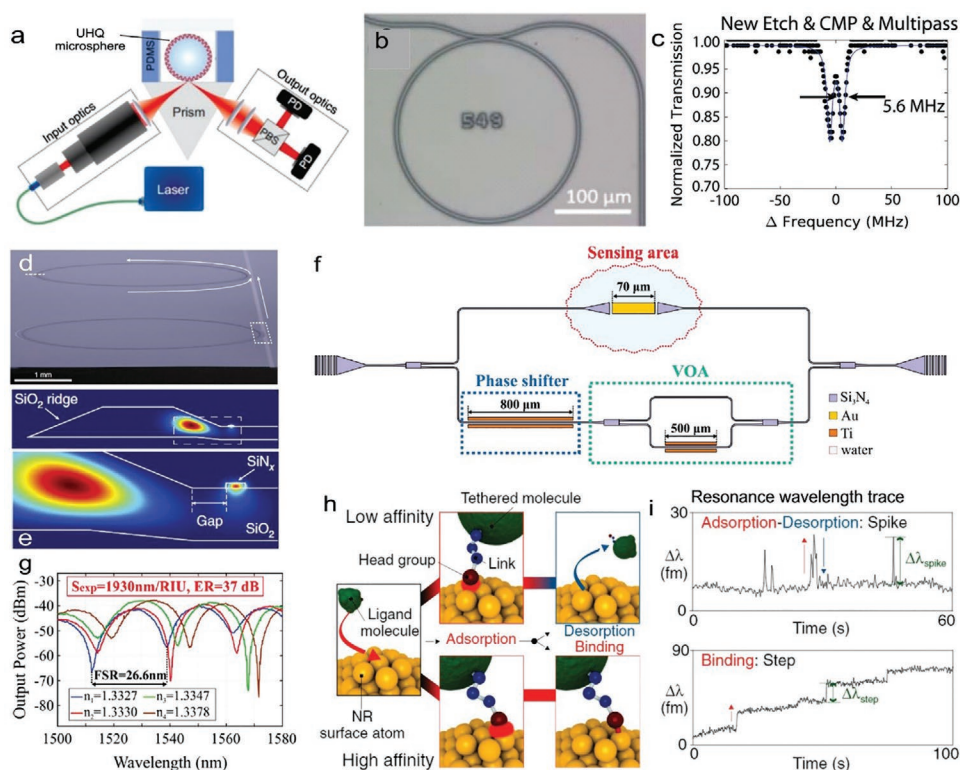 a
UHQ
microsphere
PDMS
Input optics
Prism
Output optics
PD
PBS
PD
Laser
b
549
100 µm
c
New Etch & CMP & Multipass
Normalized Transmission
1.00
0.95
0.90
0.85
0.80
0.75
0.70
5.6 MHz
-100
-50
0
50
100
Δ Frequency (MHz)
d
1 mm
SiO₂ ridge
SiNₓ
Gap
SiO₂
e
f
Sensing area
70 µm
Phase shifter
800 µm
VOA
500 µm
Si₃N₄
Au
Ti
water
g
Sexp=1930nm/RIU, ER=37 dB
Output Power (dBm)
-30
-40
-50
-60
-70
-80
FSR=26.6nm
n₁=1.3327
n₃=1.3347
n₂=1.3330
n₄=1.3378
1500
1520
1540
1560
1580
Wavelength (nm)
h
Tethered molecule
Low affinity
Head group
Link
Ligand
molecule
Adsorption
Desorption
Binding
NR
surface atom
High affinity
i
Resonance wavelength trace
30
Adsorption-Desorption: Spike
Δλ
(fm)
Δλspike
0
0
60
Time (s)
90
Binding: Step
Δλ
(fm)
Δλstep
0
0
100
Time (s)